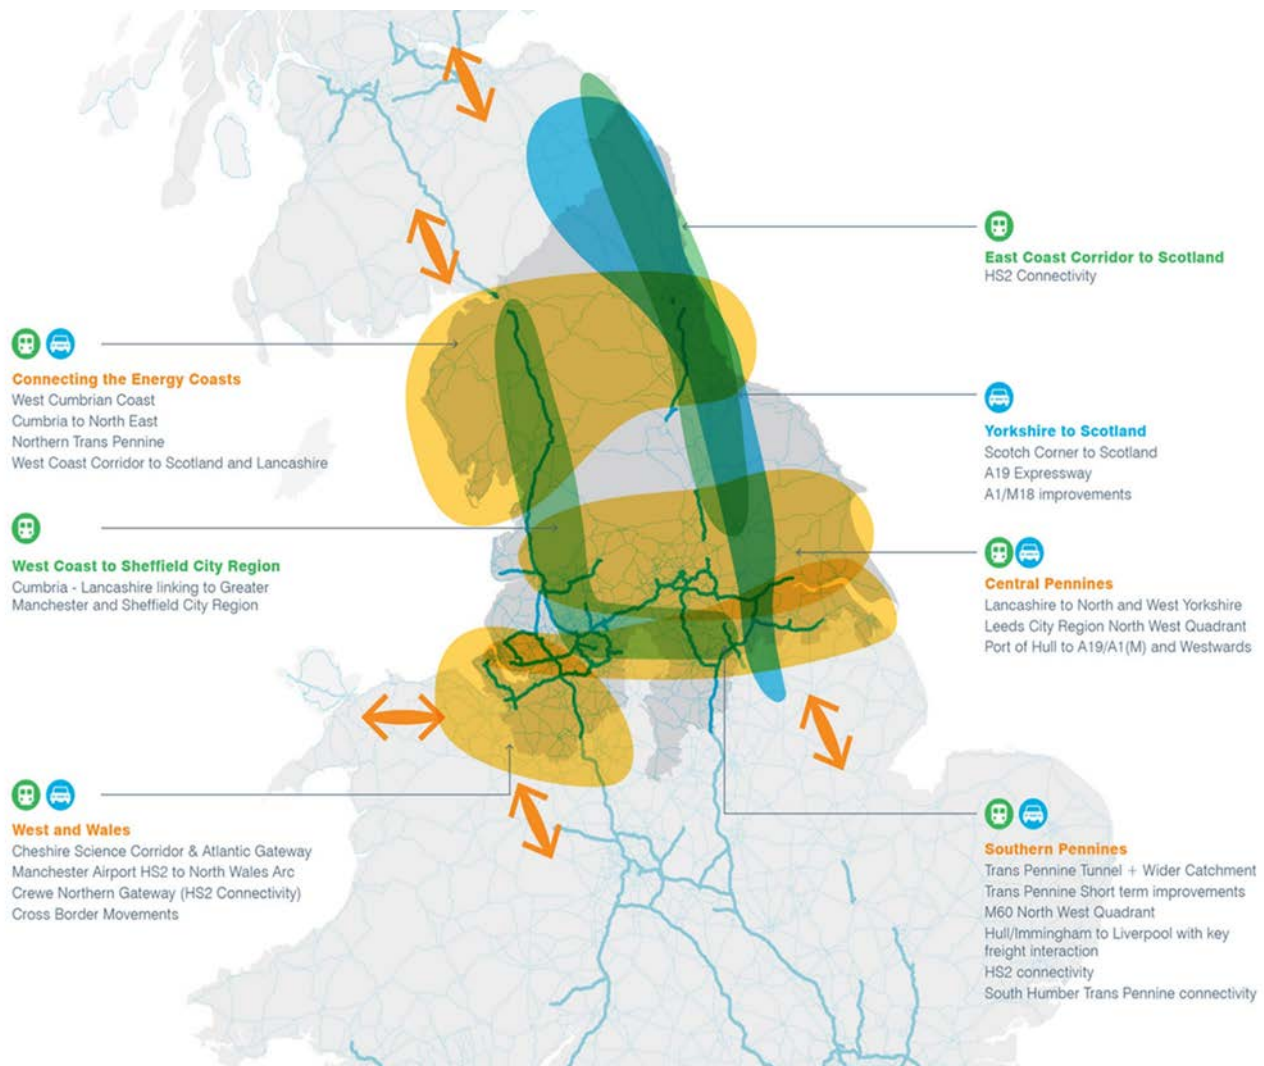 East Coast Corridor to Scotland
HS2 Connectivity
Connecting the Energy Coasts
West Cumbrian Coast
Cumbria to North East
Northern Trans Pennine
West Coast Corridor to Scotland and Lancashire
Yorkshire to Scotland
Scotch Corner to Scotland
A19 Expressway
A1/M18 improvements
West Coast to Sheffield City Region
Cumbria - Lancashire linking to Greater
Manchester and Sheffield City Region
Central Pennines
Lancashire to North and West Yorkshire
Leeds City Region North West Quadrant
Port of Hull to A19/A1(M) and Westwards
West and Wales
Cheshire Science Corridor & Atlantic Gateway
Manchester Airport HS2 to North Wales Arc
Crewe Northern Gateway (HS2 Connectivity)
Cross Border Movements
Southern Pennines
Trans Pennine Tunnel + Wider Catchment
Trans Pennine Short term improvements
M60 North West Quadrant
Hull/Immingham to Liverpool with key
freight interaction
HS2 connectivity
South Humber Trans Pennine connectivity